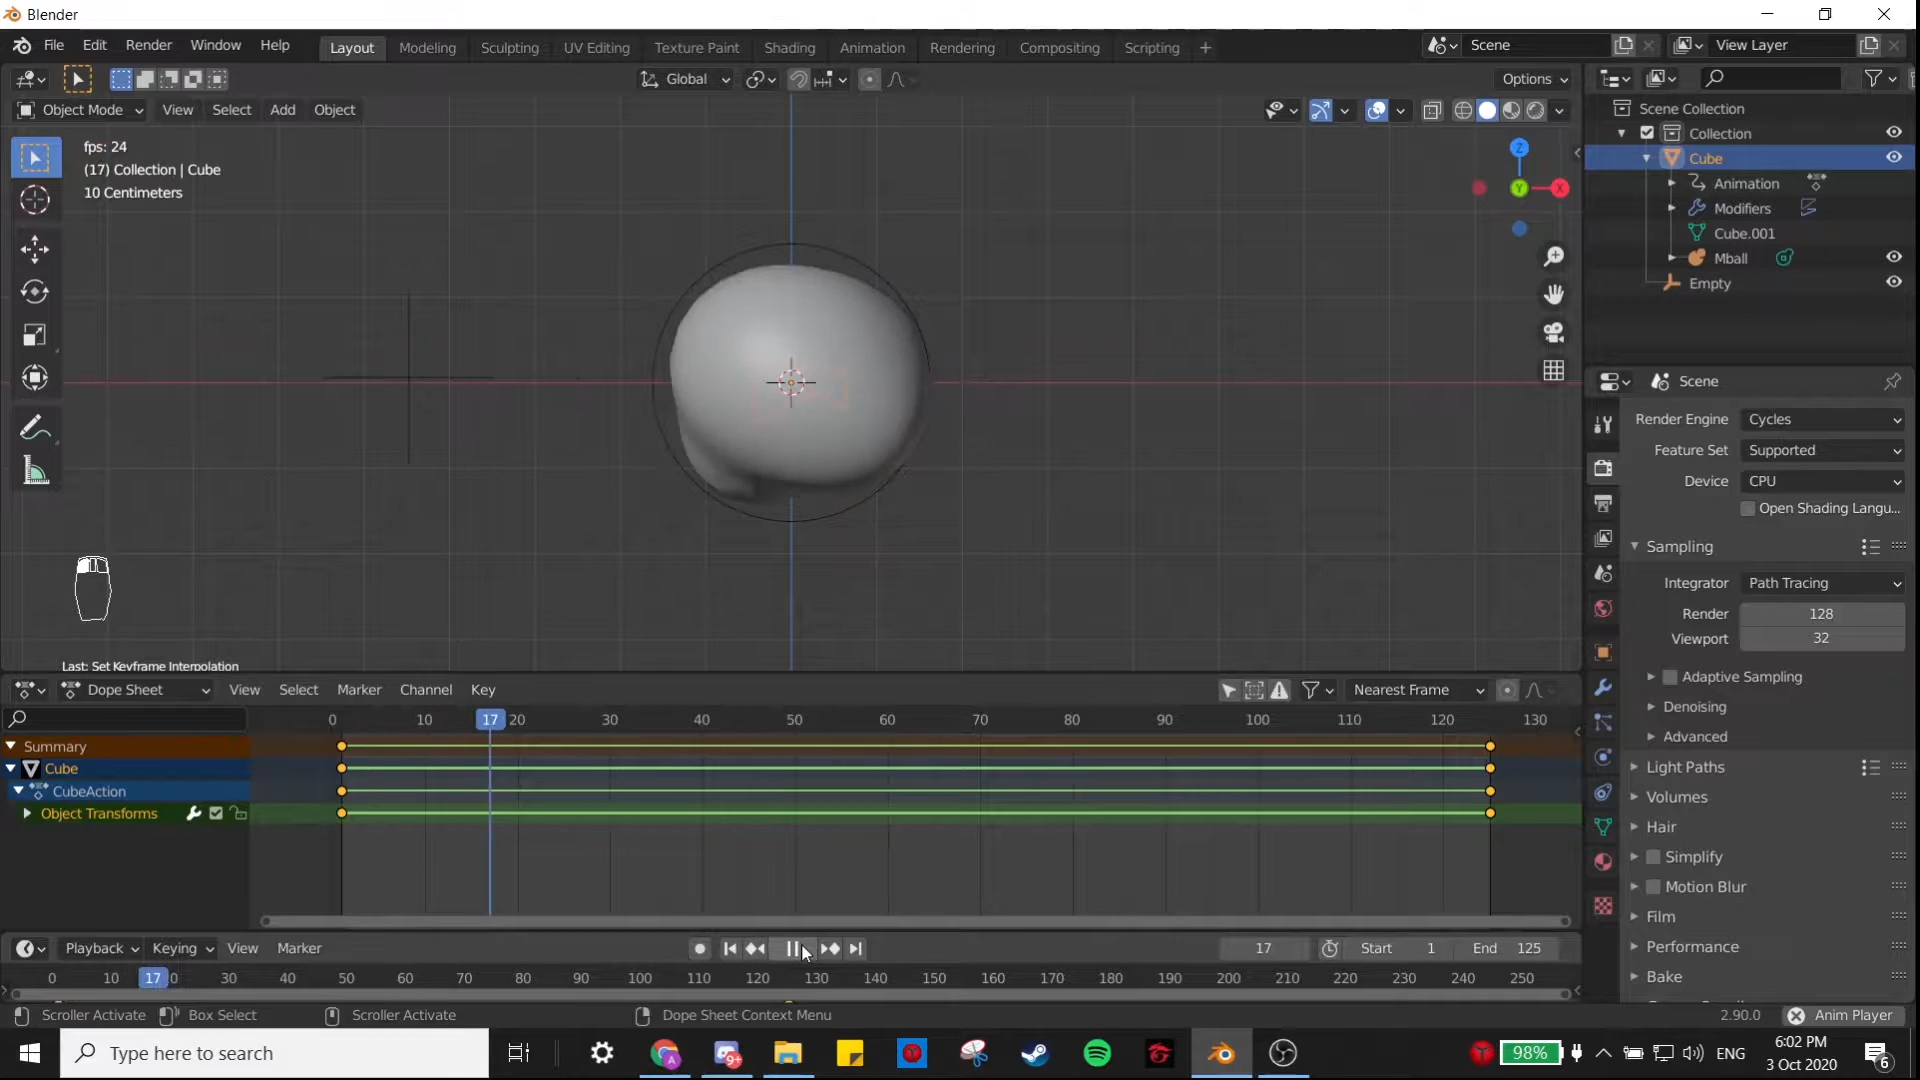 Blender
File Edit Render Window Help Layout Modeling Sculpting UV Editing Texture Paint Shading Animation Rendering Compositing Scripting + Scene View Layer
Global Options
Object Mode View Select Add Object
fps: 24
(17) Collection | Cube
10 Centimeters
Z
Y X
Last: Set Keyframe Interpolation
Scene Collection
Collection
Cube
Animation
Modifiers
Cube.001
Mball
Empty
Scene
Render Engine Cycles
Feature Set Supported
Device CPU
Open Shading Langu...
Sampling
Integrator Path Tracing
Render 128
Viewport 32
Adaptive Sampling
Denoising
Advanced
Light Paths
Volumes
Hair
Simplify
Motion Blur
Film
Performance
Bake
Dope Sheet View Select Marker Channel Key Nearest Frame
0 10 17 20 30 40 50 60 70 80 90 100 110 120 130
Summary
Cube
CubeAction
Object Transforms
Playback Keying View Marker 17 Start 1 End 125
0 10 17 0 30 40 50 60 70 80 90 100 110 120 130 140 150 160 170 180 190 200 210 220 230 240 250
Scroller Activate Box Select Scroller Activate Dope Sheet Context Menu 2.90.0 Anim Player
Type here to search 9+ 98% ENG 6:02 PM
3 Oct 2020 6